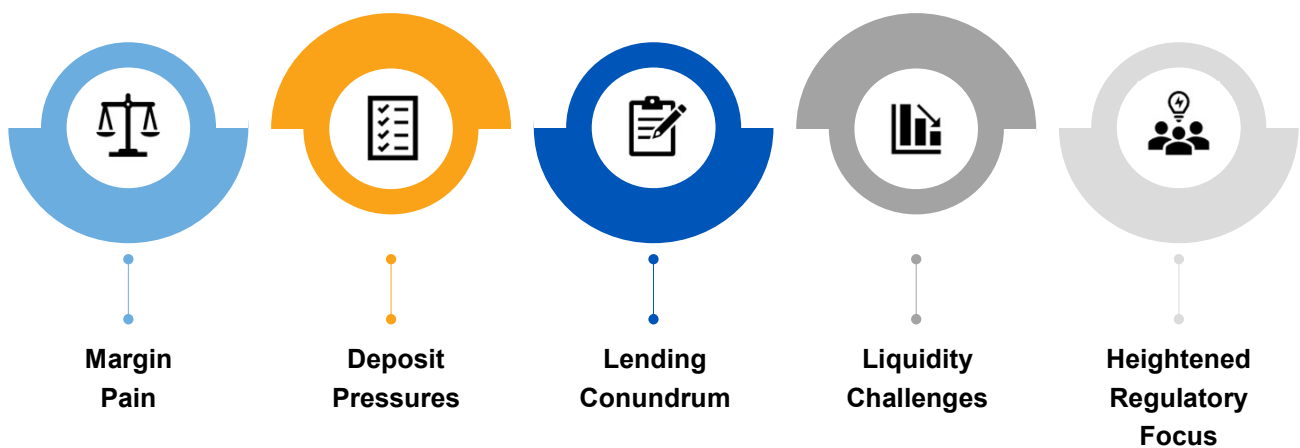 Margin
Pain
Deposit
Pressures
Lending
Conundrum
Liquidity
Challenges
Heightened
Regulatory
Focus